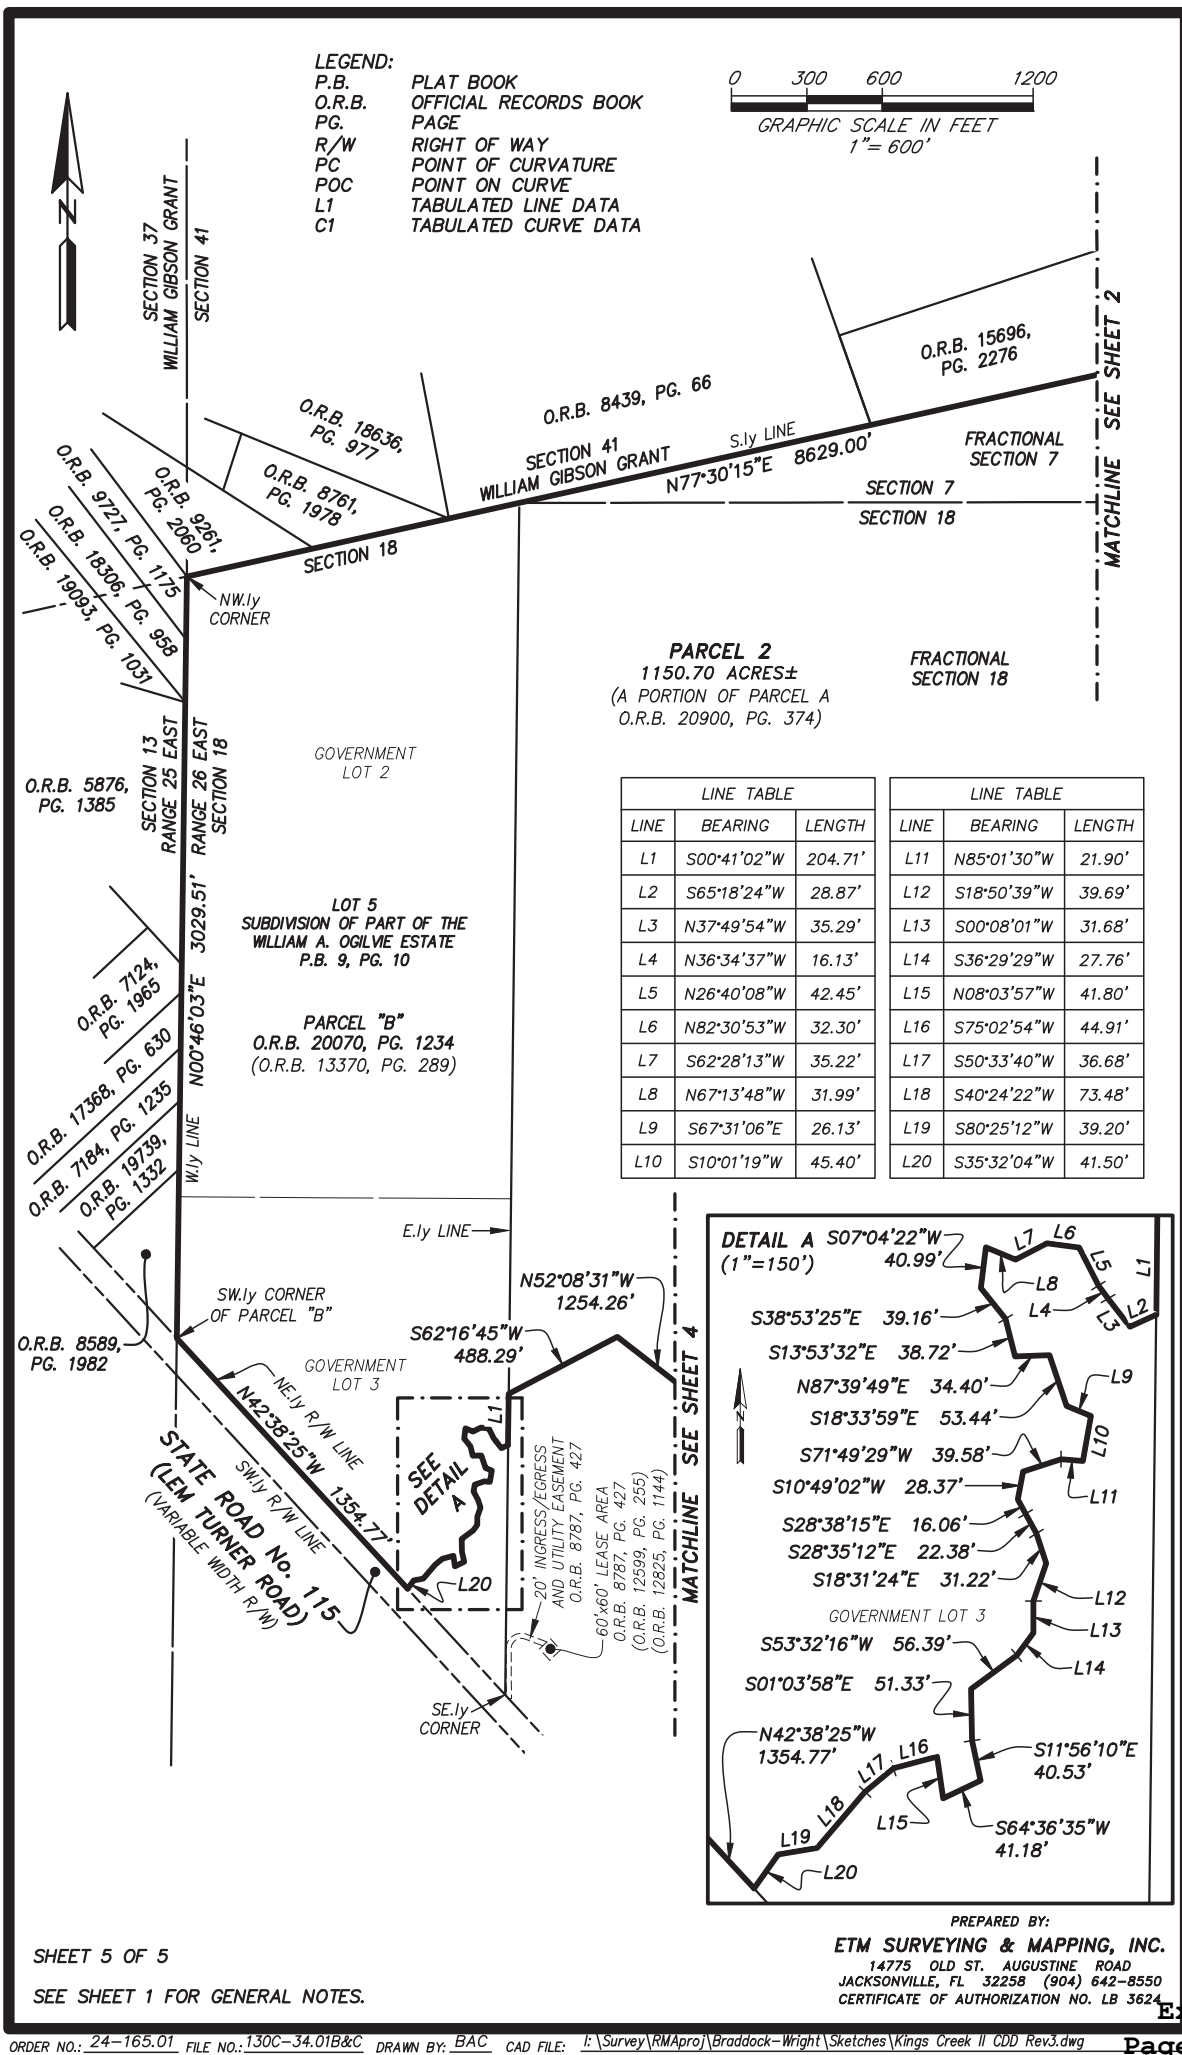 LEGEND:
P.B. PLAT BOOK
O.R.B. OFFICIAL RECORDS BOOK
PG. PAGE
R/W RIGHT OF WAY
PC POINT OF CURVATURE
POC POINT ON CURVE
L1 TABULATED LINE DATA
C1 TABULATED CURVE DATA
0 300 600 1200
GRAPHIC SCALE IN FEET
1"= 600'
N
SECTION 37
WILLIAM GIBSON GRANT
SECTION 41
O.R.B. 15696,
PG. 2276
MATCHLINE SEE SHEET 2
O.R.B. 8439, PG. 66
O.R.B. 18636,
PG. 977
O.R.B. 8761,
PG. 1978
SECTION 41
WILLIAM GIBSON GRANT
S.ly LINE
N77°30'15"E 8629.00'
FRACTIONAL
SECTION 7
SECTION 7
SECTION 18
O.R.B. 9261,
PG. 2060
O.R.B. 9727, PG. 1175
O.R.B. 18306, PG. 958
O.R.B. 19093, PG. 1031
SECTION 18
NW.ly
CORNER
PARCEL 2
1150.70 ACRES±
(A PORTION OF PARCEL A
O.R.B. 20900, PG. 374)
FRACTIONAL
SECTION 18
SECTION 13
RANGE 25 EAST
RANGE 26 EAST
SECTION 18
GOVERNMENT
LOT 2
O.R.B. 5876,
PG. 1385
LOT 5
SUBDIVISION OF PART OF THE
WILLIAM A. OGILVIE ESTATE
P.B. 9, PG. 10
PARCEL "B"
O.R.B. 20070, PG. 1234
(O.R.B. 13370, PG. 289)
W.ly LINE N00°46'03"E 3029.51'
O.R.B. 7124,
PG. 1965
O.R.B. 17368, PG. 630
O.R.B. 7184, PG. 1235
O.R.B. 19739,
PG. 1332
LINE TABLE
LINE BEARING LENGTH
L1 S00°41'02"W 204.71'
L2 S65°18'24"W 28.87'
L3 N37°49'54"W 35.29'
L4 N36°34'37"W 16.13'
L5 N26°40'08"W 42.45'
L6 N82°30'53"W 32.30'
L7 S62°28'13"W 35.22'
L8 N67°13'48"W 31.99'
L9 S67°31'06"E 26.13'
L10 S10°01'19"W 45.40'
LINE TABLE
LINE BEARING LENGTH
L11 N85°01'30"W 21.90'
L12 S18°50'39"W 39.69'
L13 S00°08'01"W 31.68'
L14 S36°29'29"W 27.76'
L15 N08°03'57"W 41.80'
L16 S75°02'54"W 44.91'
L17 S50°33'40"W 36.68'
L18 S40°24'22"W 73.48'
L19 S80°25'12"W 39.20'
L20 S35°32'04"W 41.50'
E.ly LINE
SW.ly CORNER
OF PARCEL "B"
O.R.B. 8589,
PG. 1982
N52°08'31"W
1254.26'
S62°16'45"W
488.29'
GOVERNMENT
LOT 3
NE.ly R/W LINE
N42°38'25"W 1354.77'
SW.ly R/W LINE
STATE ROAD No. 115
(LEM TURNER ROAD)
(VARIABLE WIDTH R/W)
L1
SEE
DETAIL
A
L20
20' INGRESS/EGRESS
AND UTILITY EASEMENT
O.R.B. 8787, PG. 427
60'x60' LEASE AREA
O.R.B. 8787, PG. 427
(O.R.B. 12599, PG. 255)
(O.R.B. 12825, PG. 1144)
SE.ly
CORNER
MATCHLINE SEE SHEET 4
DETAIL A
(1"=150')
S07°04'22"W
40.99'
L7
L6
L8
L5
L4
L3
L2
L1
S38°53'25"E 39.16'
S13°53'32"E 38.72'
N87°39'49"E 34.40'
S18°33'59"E 53.44'
L9
L10
S71°49'29"W 39.58'
S10°49'02"W 28.37'
L11
S28°38'15"E 16.06'
S28°35'12"E 22.38'
S18°31'24"E 31.22'
L12
GOVERNMENT LOT 3
L13
S53°32'16"W 56.39'
L14
S01°03'58"E 51.33'
N
N42°38'25"W
1354.77'
S11°56'10"E
40.53'
L16
L17
L15
L18
S64°36'35"W
41.18'
L19
L20
PREPARED BY:
ETM SURVEYING & MAPPING, INC.
14775 OLD ST. AUGUSTINE ROAD
JACKSONVILLE, FL 32258 (904) 642-8550
CERTIFICATE OF AUTHORIZATION NO. LB 3624
SHEET 5 OF 5
SEE SHEET 1 FOR GENERAL NOTES.
ORDER NO.: 24-165.01 FILE NO.: 130C-34.01B&C DRAWN BY: BAC CAD FILE: I:\Survey\RMAproj\Braddock-Wright\Sketches\Kings Creek II CDD Rev3.dwg
Page